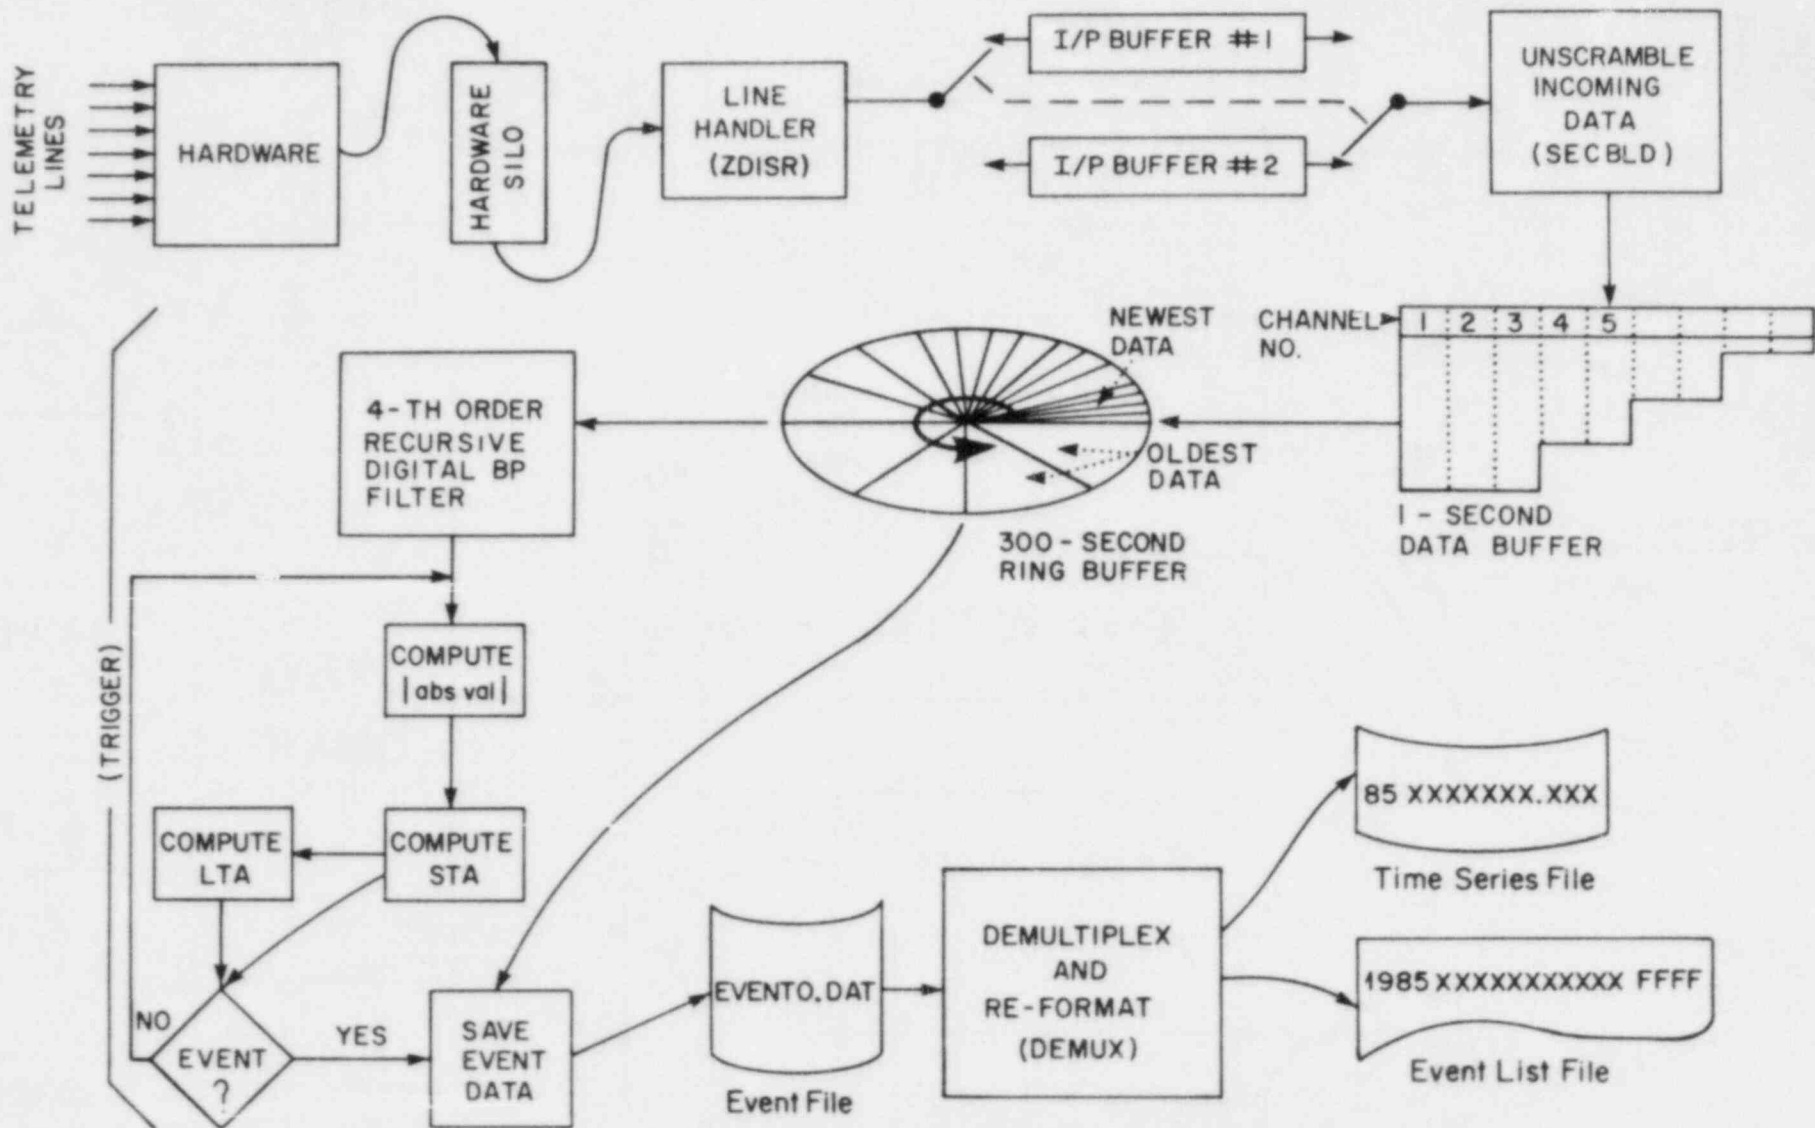 TELEMETRY
LINES
HARDWARE
HARDWARE
SILO
LINE
HANDLER
(ZDISR)
I/P BUFFER #1
I/P BUFFER #2
UNSCRAMBLE
INCOMING
DATA
(SECBLD)
CHANNEL
NO.
1 2 3 4 5
1 - SECOND
DATA BUFFER
NEWEST
DATA
OLDEST
DATA
300 - SECOND
RING BUFFER
4 - TH ORDER
RECURSIVE
DIGITAL BP
FILTER
(TRIGGER)
COMPUTE
|abs val|
COMPUTE
STA
COMPUTE
LTA
EVENT
?
NO
YES
SAVE
EVENT
DATA
EVENTO.DAT
Event File
DEMULTIPLEX
AND
RE-FORMAT
(DEMUX)
85 XXXXXXX.XXX
Time Series File
1985 XXXXXXXXXXX FFFF
Event List File